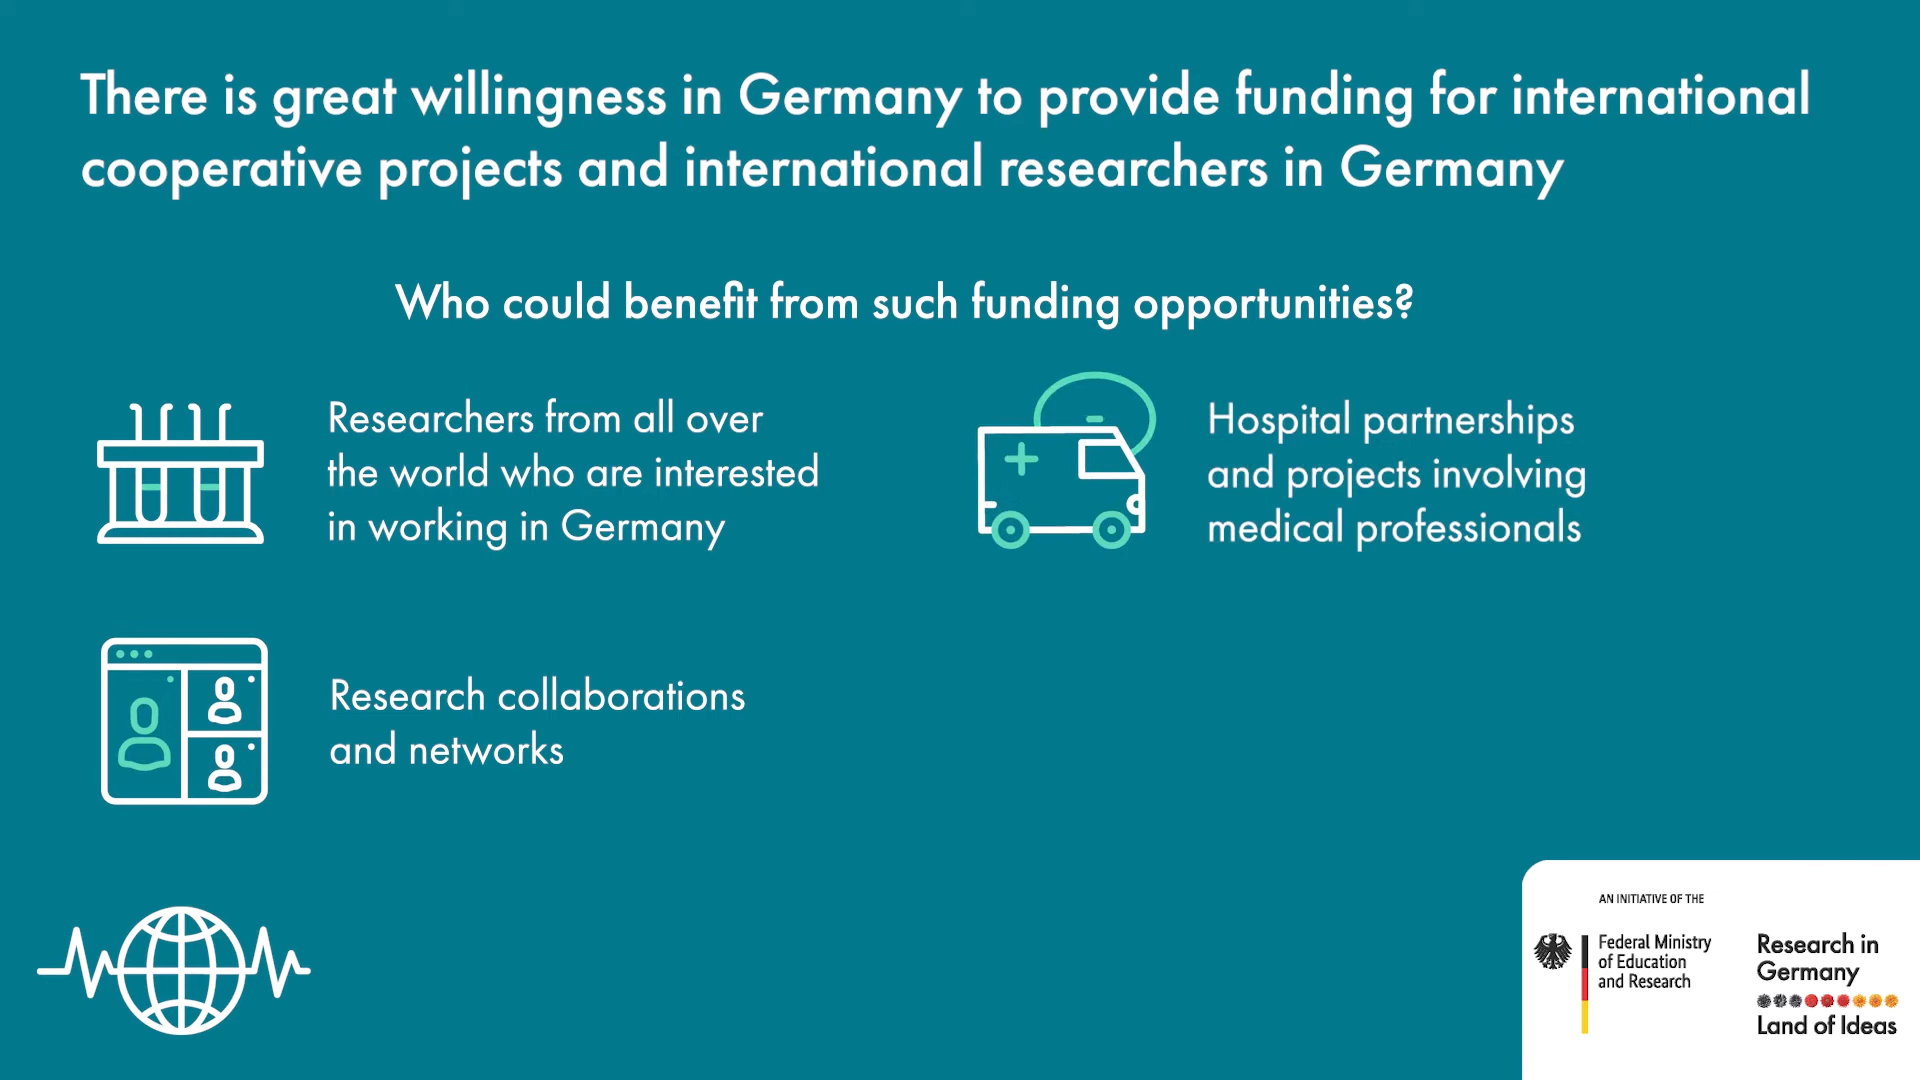 There is great willingness in Germany to provide funding for international
cooperative projects and international researchers in Germany
Who could benefit from such funding opportunities?
Researchers from all over
the world who are interested
in working in Germany
Hospital partnerships
and projects involving
medical professionals
Research collaborations
and networks
AN INITIATIVE OF THE
Federal Ministry
of Education
and Research
Research in
Germany
Land of Ideas